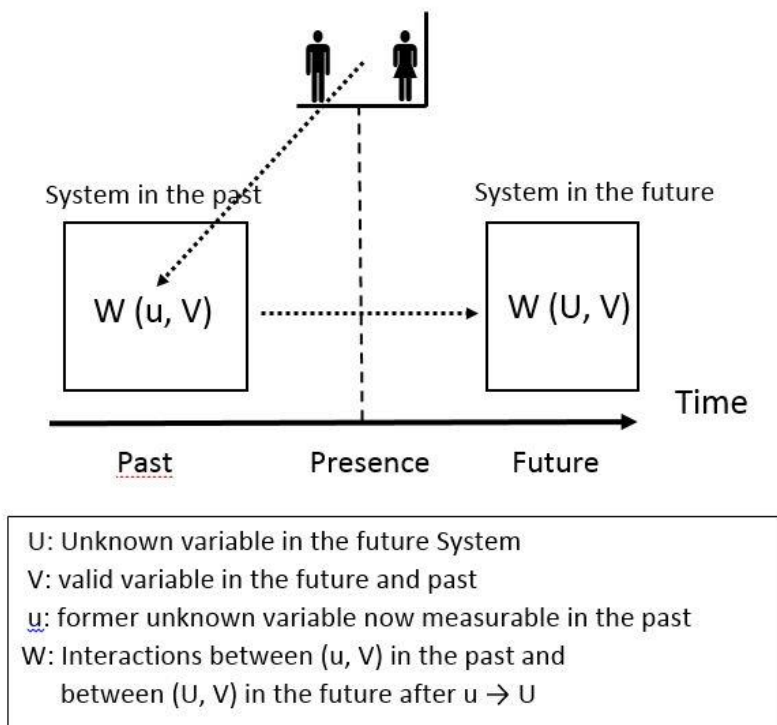 System in the past
System in the future
W (u, V)
W (U, V)
Time
Past
Presence
Future
U: Unknown variable in the future System
V: valid variable in the future and past
u: former unknown variable now measurable in the past
W: Interactions between (u, V) in the past and
between (U, V) in the future after u → U